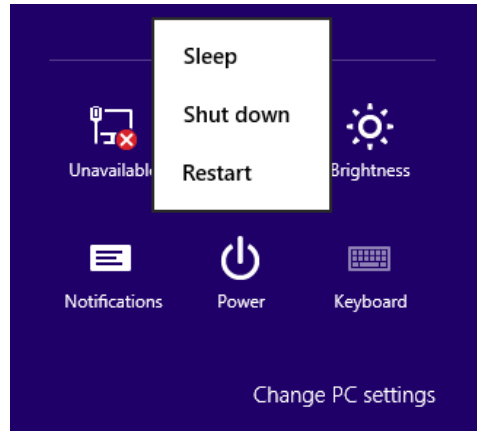 Sleep
Shut down
Restart
Unavailabl
Brightness
Notifications
Power
Keyboard
Change PC settings